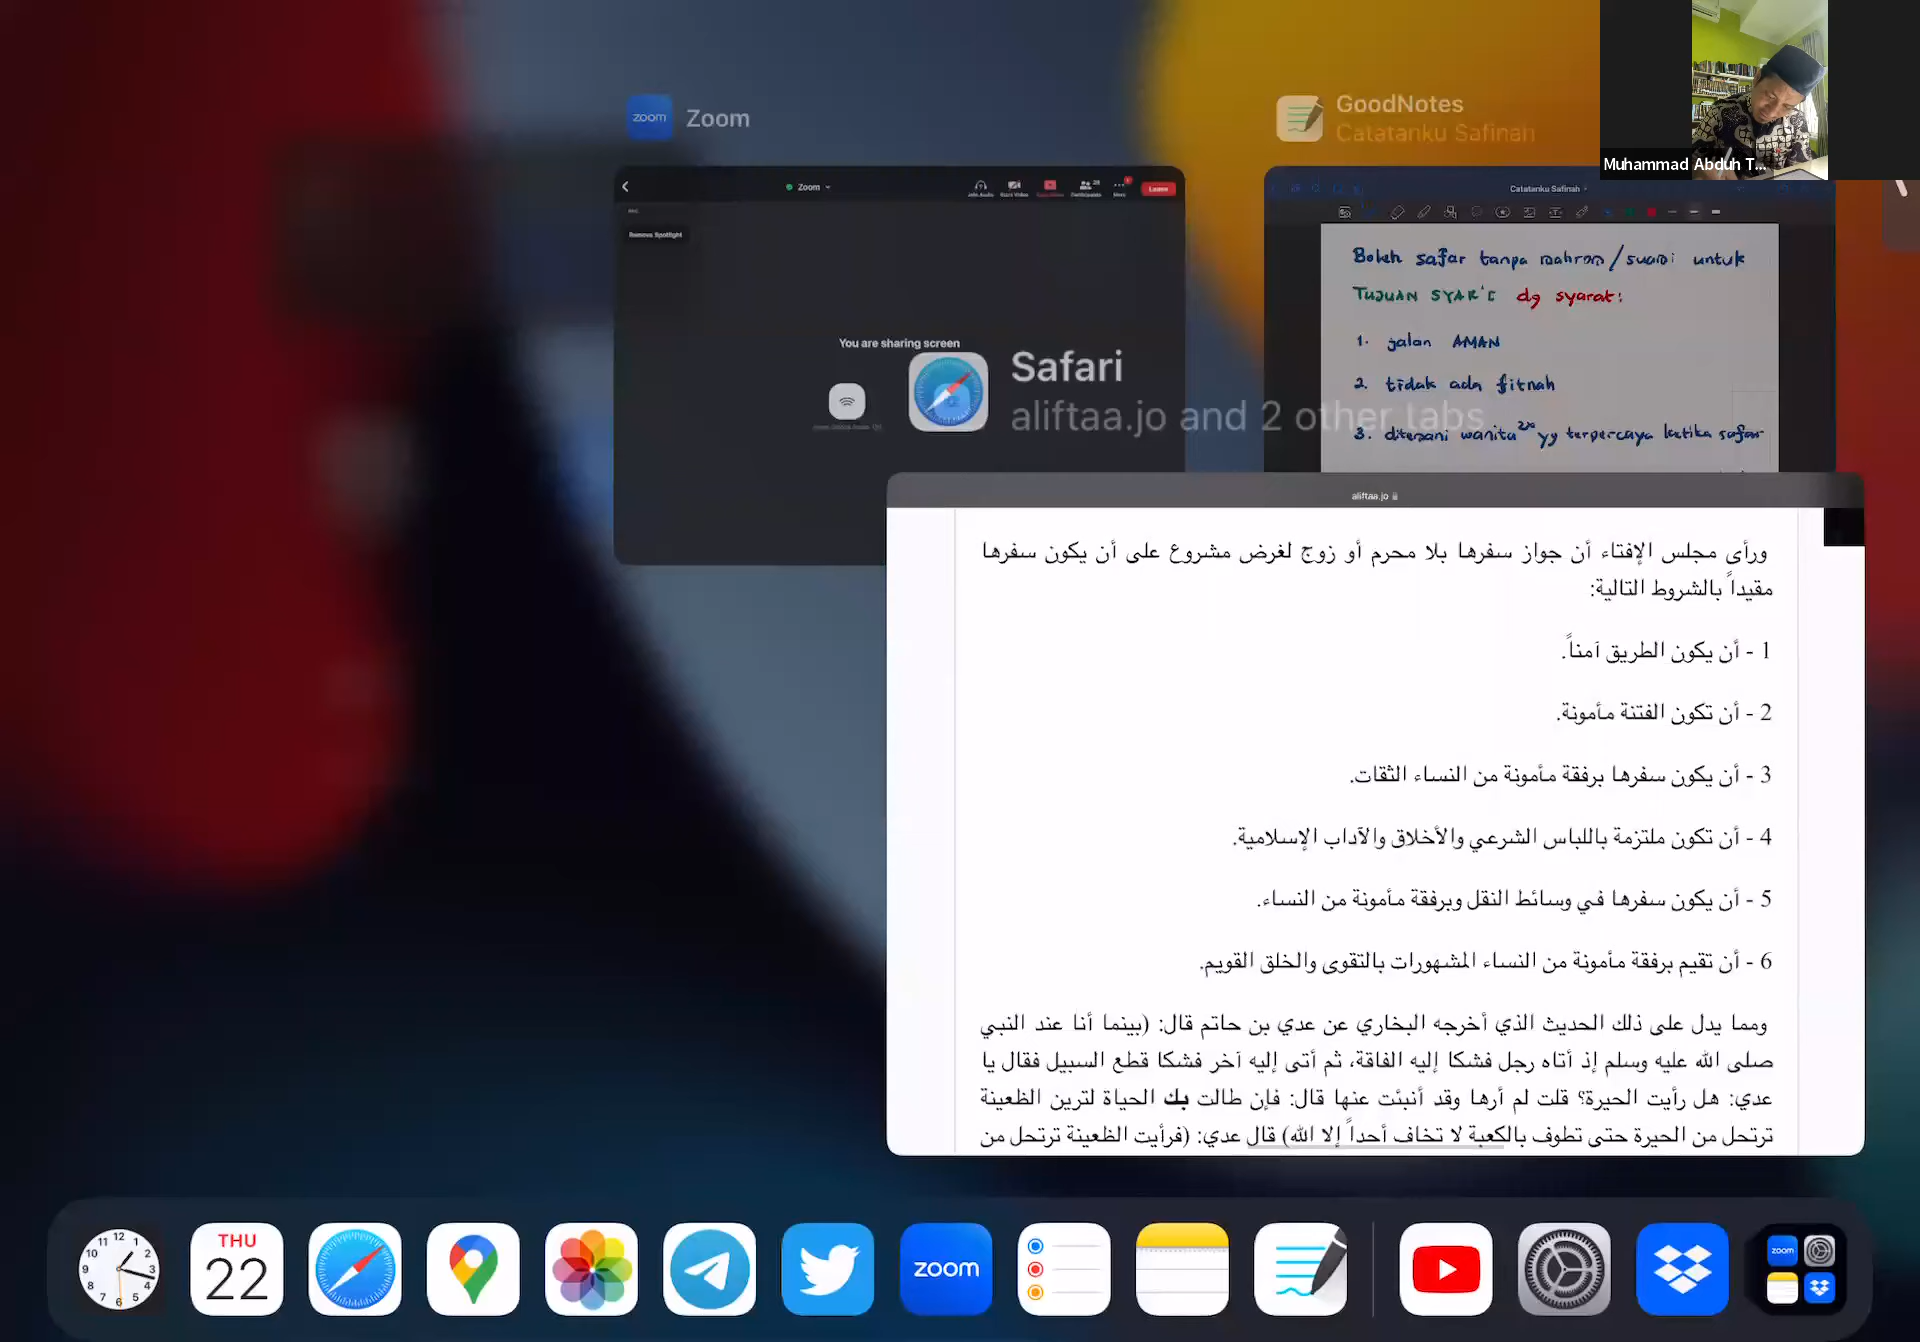 Zoom
GoodNotes
Catatanku Safinah
Muhammad Abduh T...
Zoom
Leave
Remove Spotlight
You are sharing screen
Catatanku Safinah
Boleh safar tanpa mahrom/suami untuk
TUJUAN SYAR'I dg syarat:
1. jalan AMAN
2. tidak ada fitnah
3. ditemani wanita2x yg terpercaya ketika safar
Safari
aliftaa.jo and 2 other tabs
aliftaa.jo
ورأى مجلس الإفتاء أن جواز سفرها بلا محرم أو زوج لغرض مشروع على أن يكون سفرها
مقيداً بالشروط التالية:
1 - أن يكون الطريق آمناً.
2 - أن تكون الفتنة مأمونة.
3 - أن يكون سفرها برفقة مأمونة من النساء الثقات.
4 - أن تكون ملتزمة باللباس الشرعي والأخلاق والآداب الإسلامية.
5 - أن يكون سفرها في وسائط النقل وبرفقة مأمونة من النساء.
6 - أن تقيم برفقة مأمونة من النساء المشهورات بالتقوى والخلق القويم.
ومما يدل على ذلك الحديث الذي أخرجه البخاري عن عدي بن حاتم قال: (بينما أنا عند النبي
صلى الله عليه وسلم إذ أتاه رجل فشكا إليه الفاقة، ثم أتى إليه آخر فشكا قطع السبيل فقال يا
عدي: هل رأيت الحيرة؟ قلت لم أرها وقد أنبئت عنها قال: فإن طالت بك الحياة لترين الظعينة
ترتحل من الحيرة حتى تطوف بالكعبة لا تخاف أحداً إلا الله) قال عدي: (فرأيت الظعينة ترتحل من
THU
22
zoom
zoom